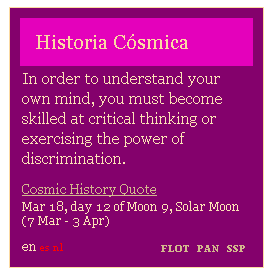 Historia Cósmica
In order to understand your
own mind, you must become
skilled at critical thinking or
exercising the power of
discrimination.
Cosmic History Quote
Mar 18, day 12 of Moon 9, Solar Moon
(7 Mar - 3 Apr)
en es nl FLOT PAN SSP